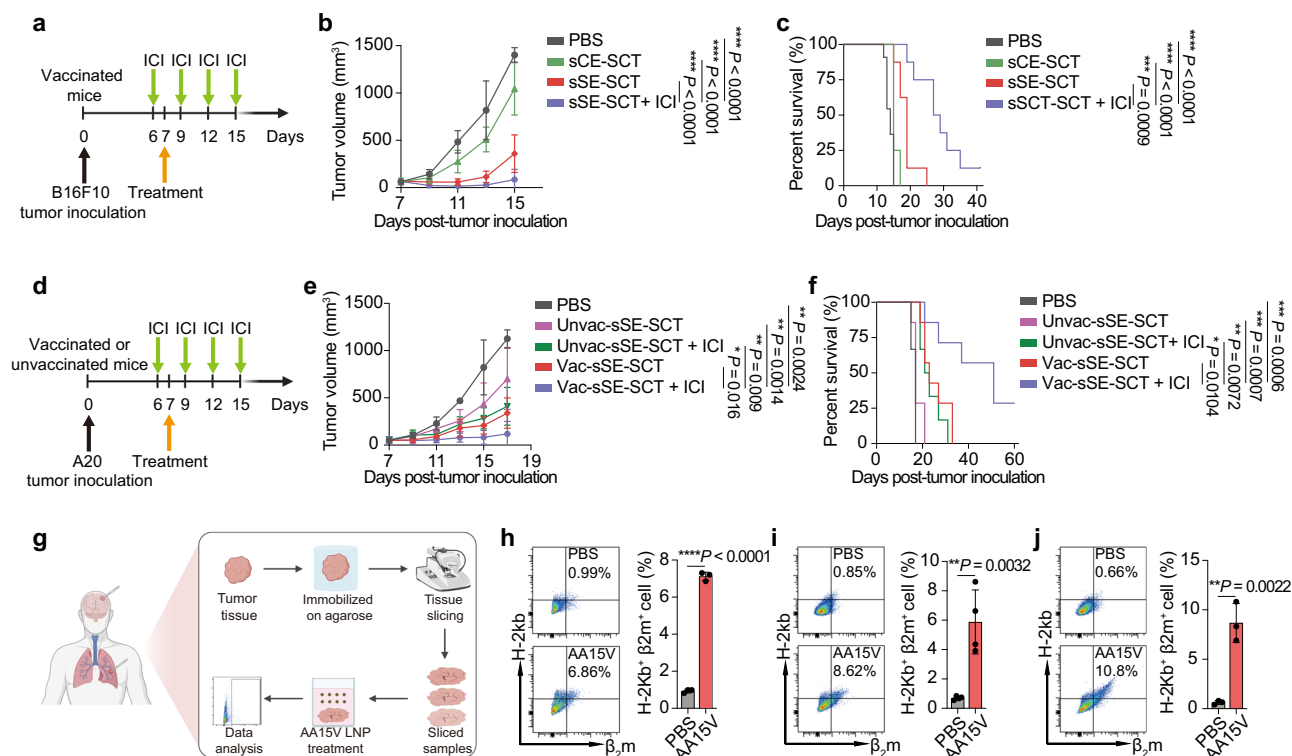 a
ICI ICI ICI ICI
Vaccinated
mice
0 6 7 9 12 15 Days
B16F10
tumor inoculation
Treatment
b
Tumor volume (mm³)
1500
1000
500
0
7 11 15
Days post-tumor inoculation
PBS
sCE-SCT
sSE-SCT
sSE-SCT+ ICI
**** P < 0.0001
**** P < 0.0001
**** P < 0.0001
c
Percent survival (%)
100
75
50
25
0
0 10 20 30 40
Days post-tumor inoculation
PBS
sCE-SCT
sSE-SCT
sSCT-SCT + ICI
*** P = 0.0009
**** P < 0.0001
**** P < 0.0001
d
ICI ICI ICI ICI
Vaccinated or
unvaccinated mice
0 6 7 9 12 15 Days
A20
tumor inoculation
Treatment
e
Tumor volume (mm³)
1500
1000
500
0
7 11 15 19
Days post-tumor inoculation
PBS
Unvac-sSE-SCT
Unvac-sSE-SCT + ICI
Vac-sSE-SCT
Vac-sSE-SCT + ICI
* P = 0.016
** P = 0.0009
** P = 0.0014
** P = 0.0024
f
Percent survival (%)
100
75
50
25
0
0 20 40 60
Days post-tumor inoculation
PBS
Unvac-sSE-SCT
Unvac-sSE-SCT+ ICI
Vac-sSE-SCT
Vac-sSE-SCT + ICI
* P = 0.0104
** P = 0.0072
*** P = 0.0007
*** P = 0.0006
g
Tumor
tissue
Immobilized
on agarose
Tissue
slicing
Data
analysis
AA15V LNP
treatment
Sliced
samples
h
PBS
0.99%
AA15V
6.86%
H-2kb
β₂m
H-2Kb⁺ β2m⁺ cell (%)
8
6
4
2
0
****P < 0.0001
PBS
AA15V
i
PBS
0.85%
AA15V
8.62%
H-2kb
β₂m
H-2Kb⁺ β2m⁺ cell (%)
10
8
6
4
2
0
**P = 0.0032
PBS
AA15V
j
PBS
0.66%
AA15V
10.8%
H-2kb
β₂m
H-2Kb⁺ β2m⁺ cell (%)
15
10
5
0
**P = 0.0022
PBS
AA15V